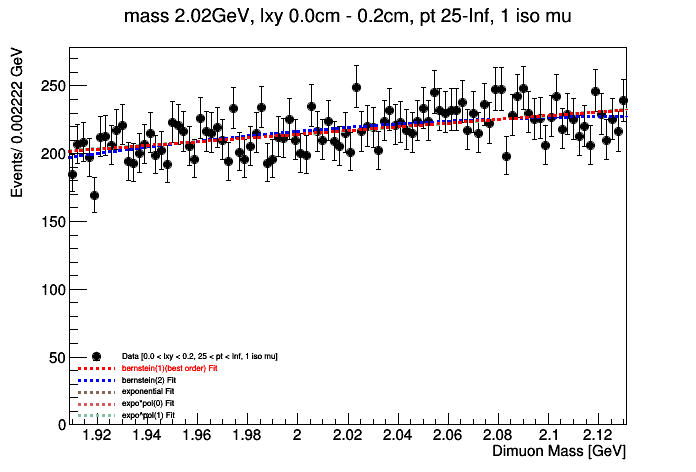 mass 2.02GeV, lxy 0.0cm - 0.2cm, pt 25-Inf, 1 iso mu
Events/ 0.002222 GeV
250
200
150
100
50
0
Data [0.0 < lxy < 0.2, 25 < pt < Inf, 1 iso mu]
bernstein(1)(best order) Fit
bernstein(2) Fit
exponential Fit
expo*pol(0) Fit
expo*pol(1) Fit
1.92 1.94 1.96 1.98 2 2.02 2.04 2.06 2.08 2.1 2.12
Dimuon Mass [GeV]